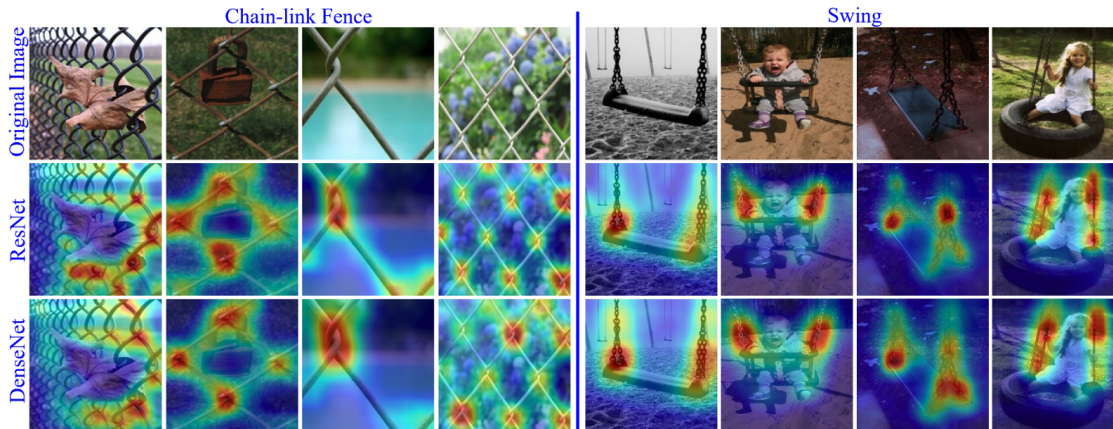 Chain-link Fence
Swing
Original Image
ResNet
DenseNet